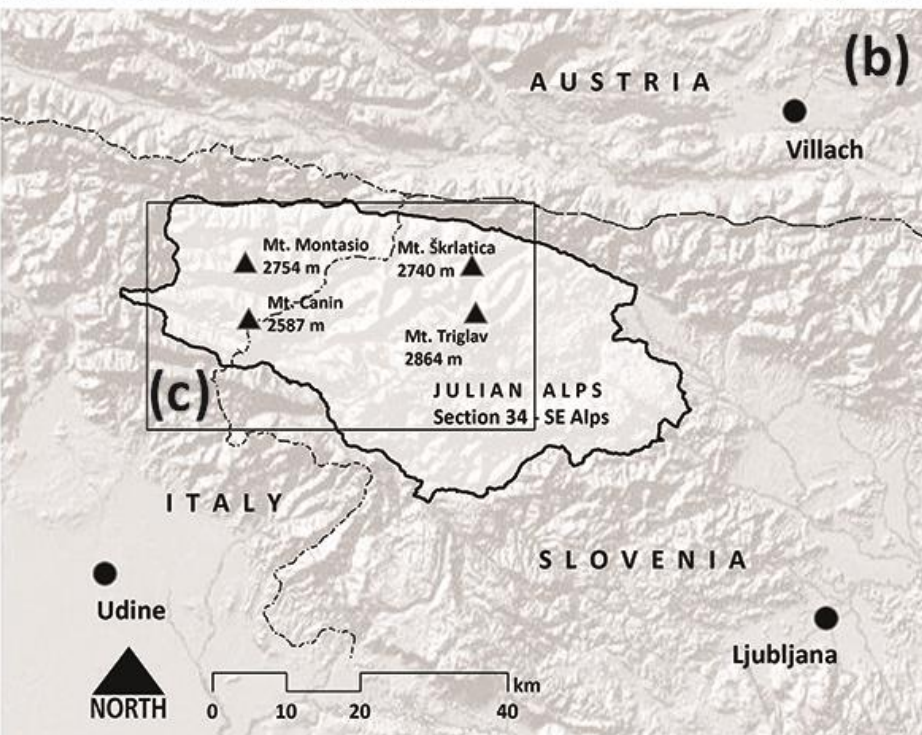 (b)
AUSTRIA
Villach
Mt. Montasio
2754 m
Mt. Škrlatica
2740 m
Mt. Canin
2587 m
Mt. Triglav
2864 m
(c)
JULIAN ALPS
Section 34 - SE Alps
ITALY
SLOVENIA
Udine
Ljubljana
NORTH
km
0 10 20 40